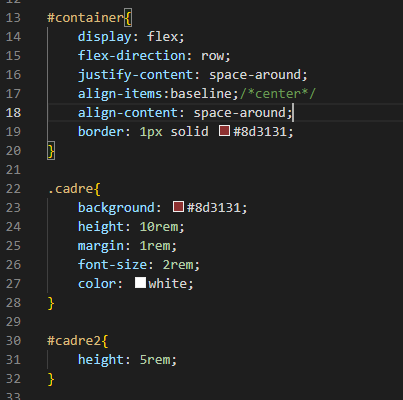 12
13 #container{
14 display: flex;
15 flex-direction: row;
16 justify-content: space-around;
17 align-items:baseline;/*center*/
18 align-content: space-around;
19 border: 1px solid #8d3131;
20 }
21
22 .cadre{
23 background: #8d3131;
24 height: 10rem;
25 margin: 1rem;
26 font-size: 2rem;
27 color: white;
28 }
29
30 #cadre2{
31 height: 5rem;
32 }
33